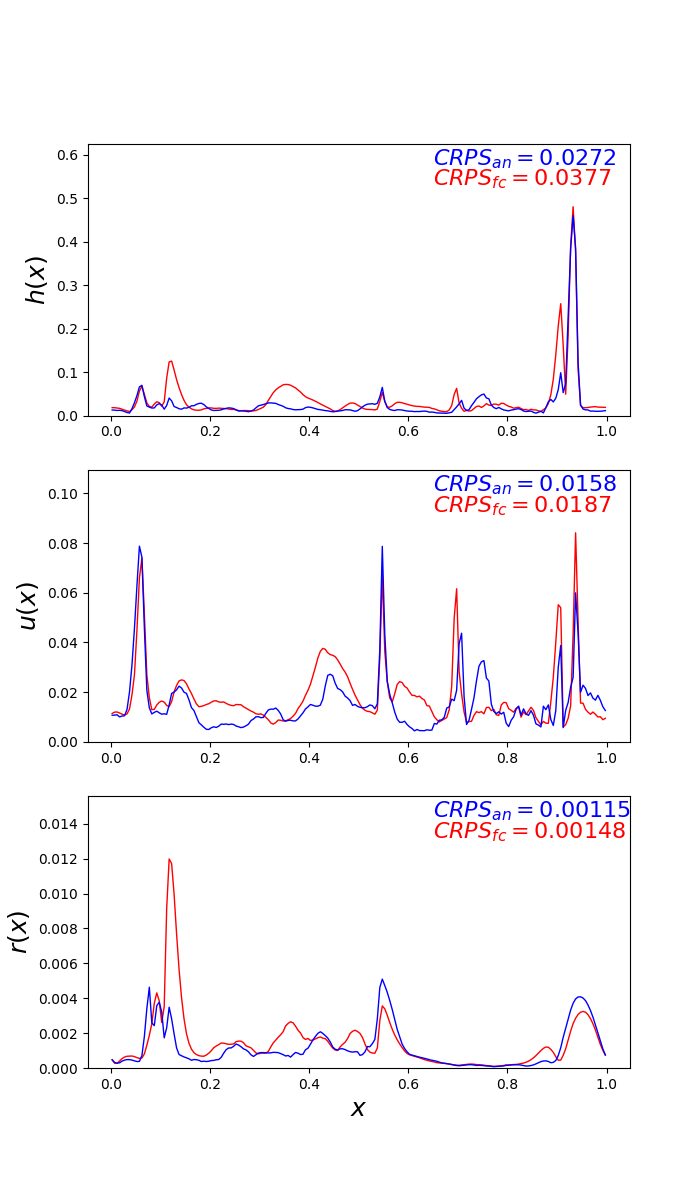 CRPS_an = 0.0272
CRPS_fc = 0.0377
0.6
0.5
0.4
0.3
0.2
0.1
0.0
h(x)
0.0 0.2 0.4 0.6 0.8 1.0
CRPS_an = 0.0158
CRPS_fc = 0.0187
0.10
0.08
0.06
0.04
0.02
0.00
u(x)
0.0 0.2 0.4 0.6 0.8 1.0
CRPS_an = 0.00115
CRPS_fc = 0.00148
0.014
0.012
0.010
0.008
0.006
0.004
0.002
0.000
r(x)
0.0 0.2 0.4 0.6 0.8 1.0
x